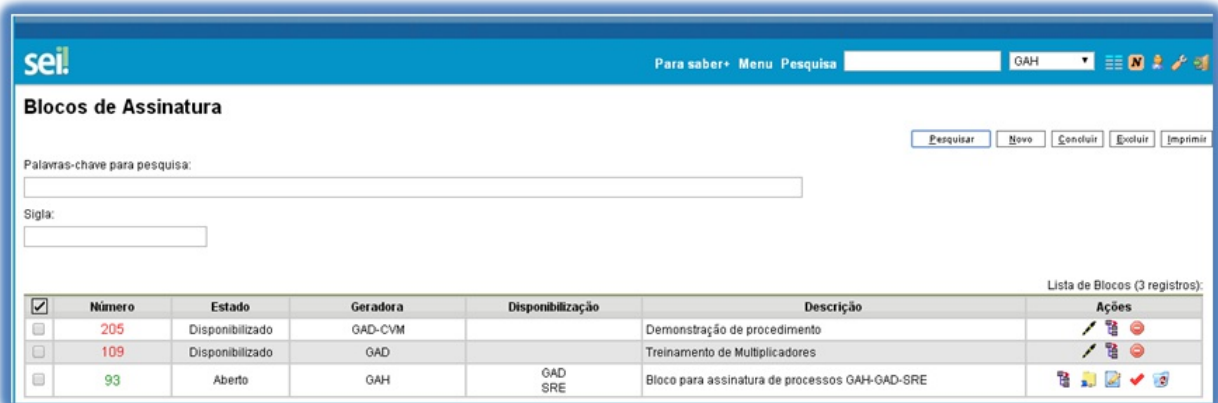 sei!
Para saber+ Menu Pesquisa GAH
Blocos de Assinatura
Pesquisar Novo Concluir Excluir Imprimir
Palavras-chave para pesquisa:
Sigla:
Lista de Blocos (3 registros):
Número Estado Geradora Disponibilização Descrição Ações
205 Disponibilizado GAD-CVM Demonstração de procedimento
109 Disponibilizado GAD Treinamento de Multiplicadores
93 Aberto GAH GAD SRE Bloco para assinatura de processos GAH-GAD-SRE